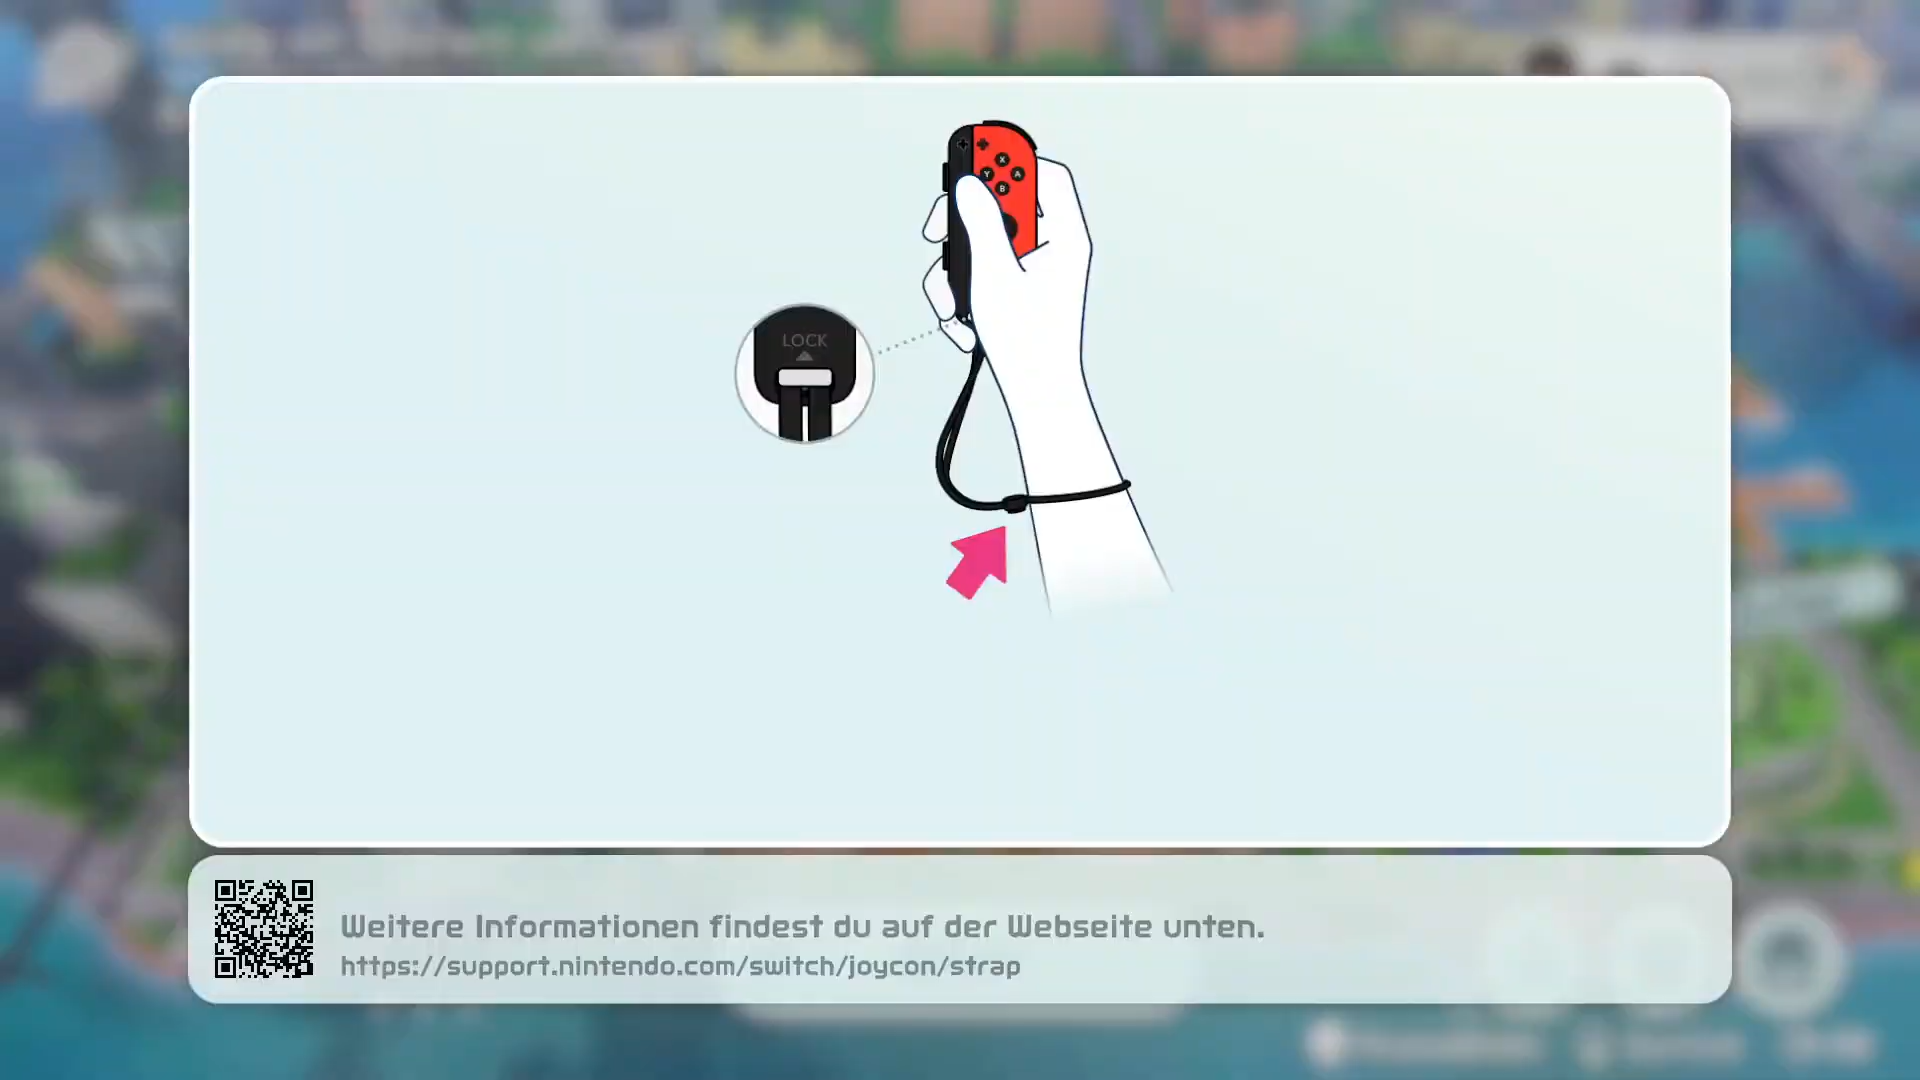 X
Y
A
B
LOCK
Weitere Informationen findest du auf der Webseite unten.
https://support.nintendo.com/switch/joycon/strap